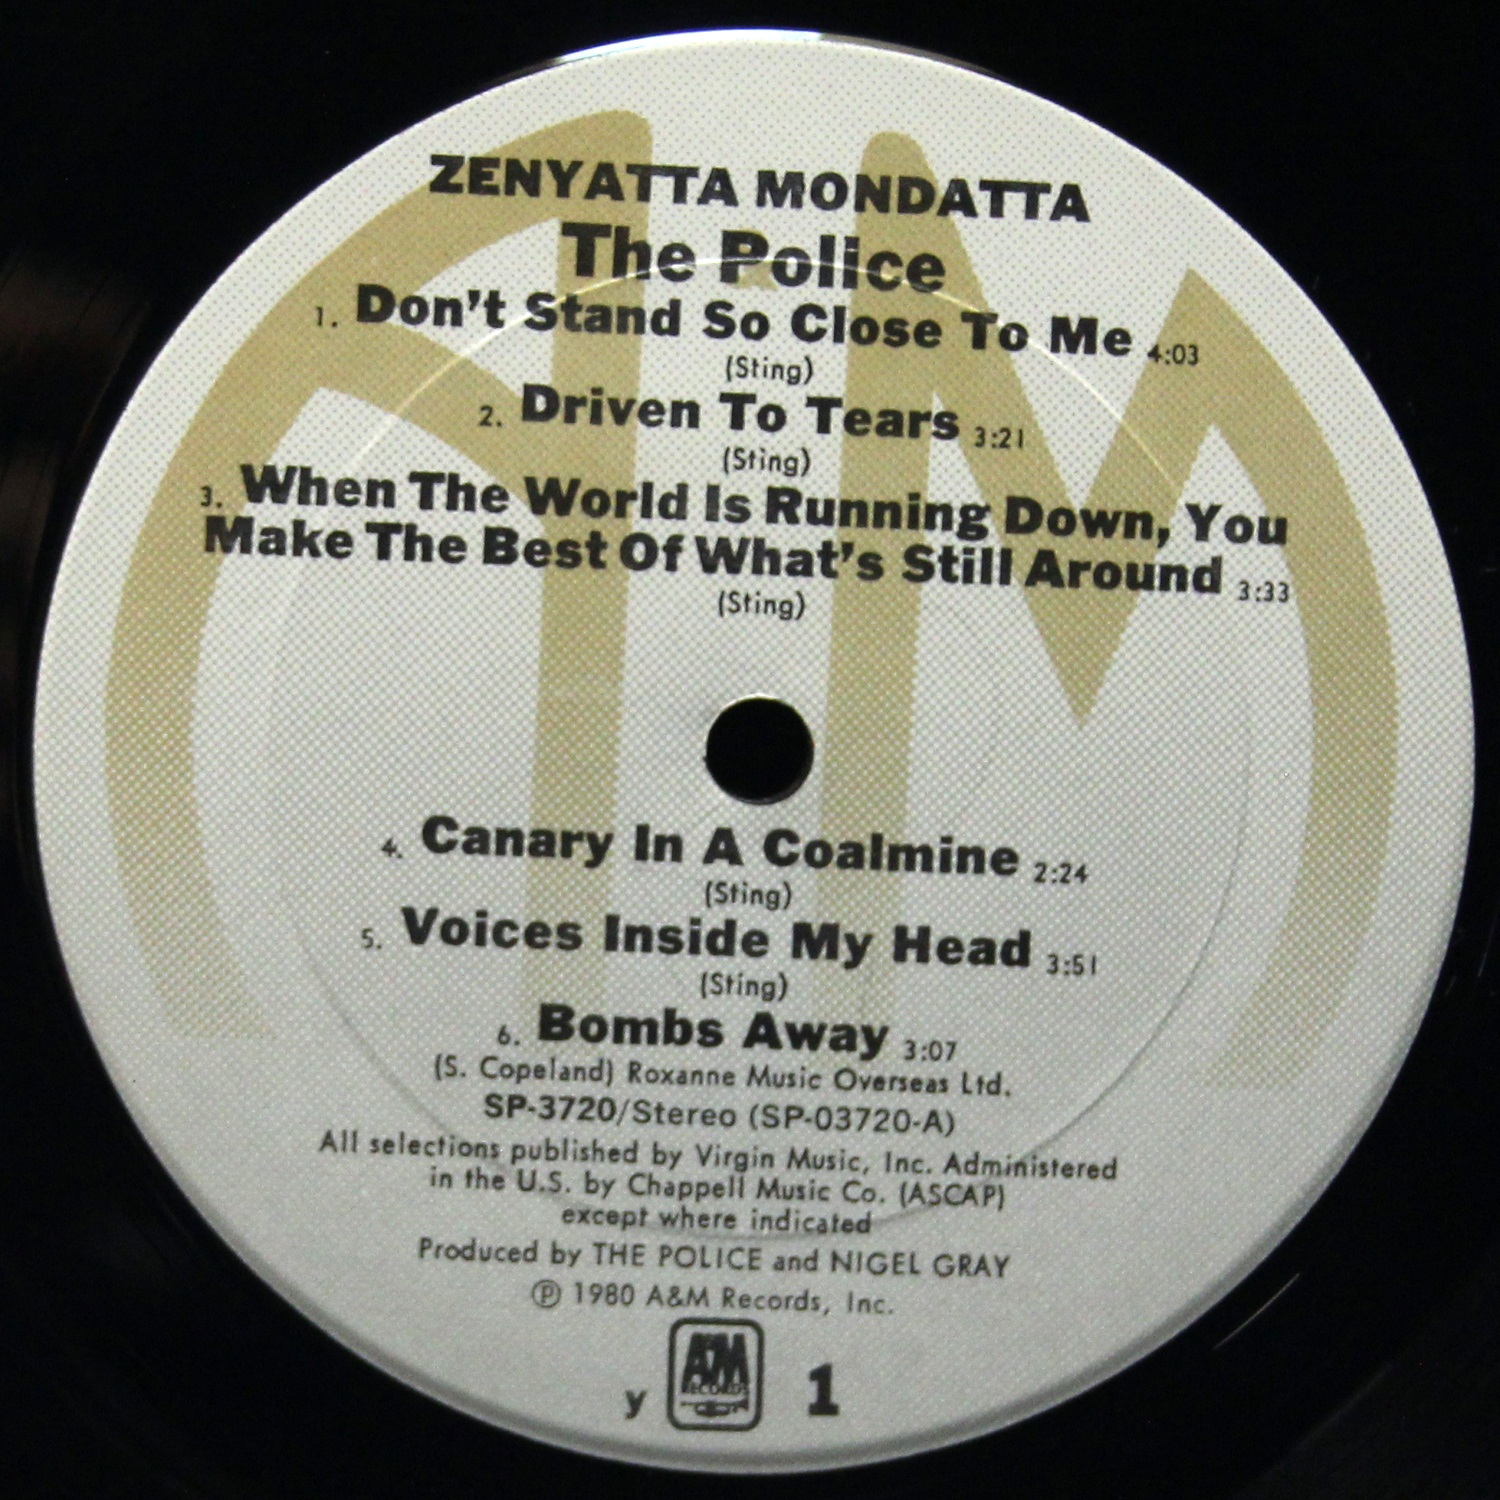 ZENYATTA MONDATTA
The Police
1. Don't Stand So Close To Me 4:03
(Sting)
2. Driven To Tears 3:21
(Sting)
3. When The World Is Running Down, You
Make The Best Of What's Still Around 3:33
(Sting)
4. Canary In A Coalmine 2:24
(Sting)
5. Voices Inside My Head 3:51
(Sting)
6. Bombs Away 3:07
(S. Copeland) Roxanne Music Overseas Ltd.
SP-3720/Stereo (SP-03720-A)
All selections published by Virgin Music, Inc. Administered
in the U.S. by Chappell Music Co. (ASCAP)
except where indicated
Produced by THE POLICE and NIGEL GRAY
℗ 1980 A&M Records, Inc.
y A&M RECORDS 1